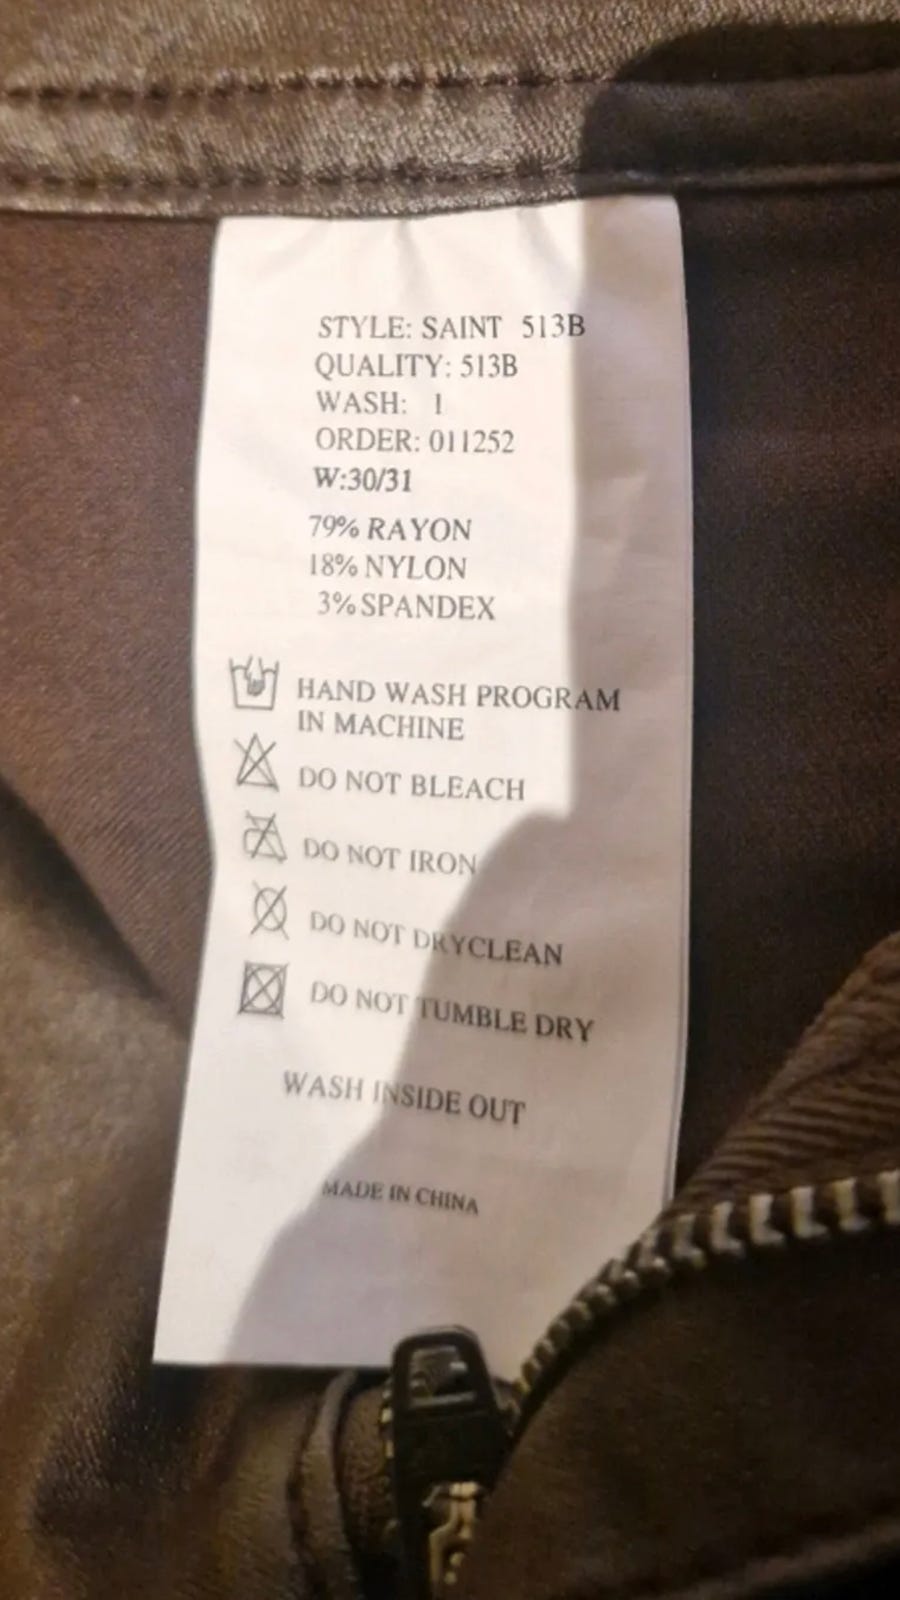 STYLE: SAINT 513B
QUALITY: 513B
WASH: 1
ORDER: 011252
W:30/31
79% RAYON
18% NYLON
3% SPANDEX
HAND WASH PROGRAM
IN MACHINE
DO NOT BLEACH
DO NOT IRON
DO NOT DRYCLEAN
DO NOT TUMBLE DRY
WASH INSIDE OUT
MADE IN CHINA